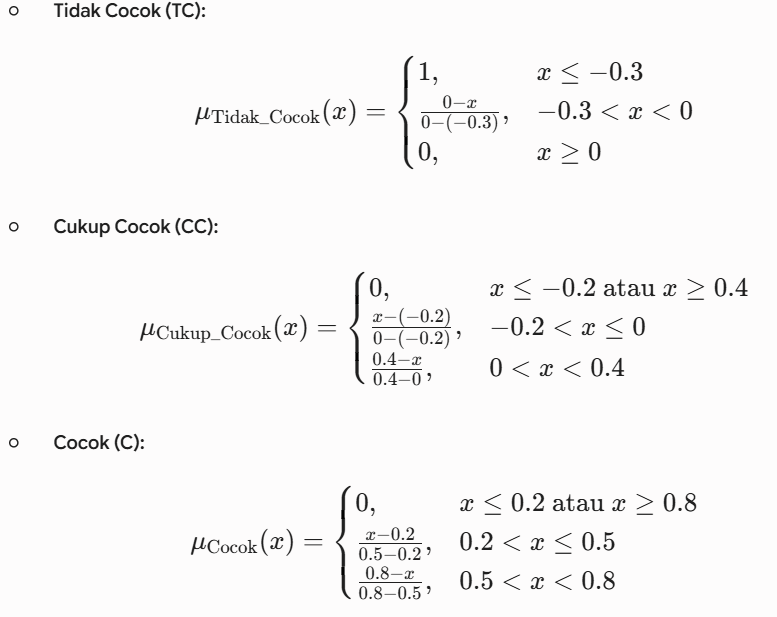 Tidak Cocok (TC):
μ_Tidak_Cocok(x) = { 1, x ≤ −0.3
(0−x)/(0−(−0.3)), −0.3 < x < 0
0, x ≥ 0
Cukup Cocok (CC):
μ_Cukup_Cocok(x) = { 0, x ≤ −0.2 atau x ≥ 0.4
(x−(−0.2))/(0−(−0.2)), −0.2 < x ≤ 0
(0.4−x)/(0.4−0), 0 < x < 0.4
Cocok (C):
μ_Cocok(x) = { 0, x ≤ 0.2 atau x ≥ 0.8
(x−0.2)/(0.5−0.2), 0.2 < x ≤ 0.5
(0.8−x)/(0.8−0.5), 0.5 < x < 0.8